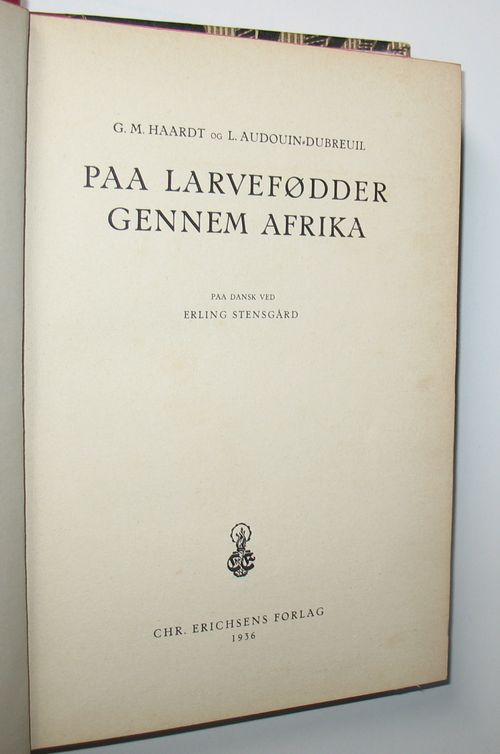 G. M. HAARDT OG L. AUDOUIN-DUBREUIL
PAA LARVEFØDDER
GENNEM AFRIKA
PAA DANSK VED
ERLING STENSGÅRD
CHR. ERICHSENS FORLAG
1936